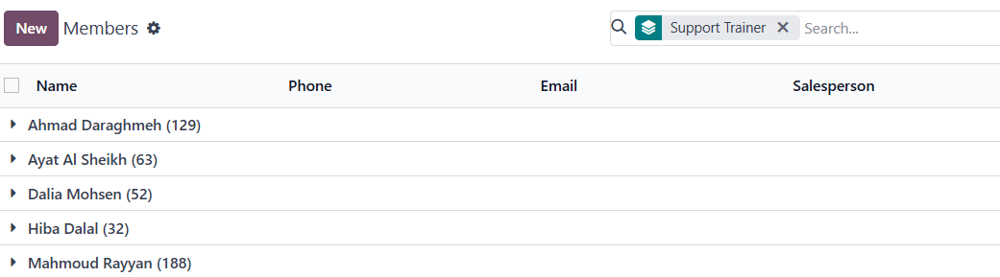 New Members Support Trainer Search...
Name Phone Email Salesperson
Ahmad Daraghmeh (129)
Ayat Al Sheikh (63)
Dalia Mohsen (52)
Hiba Dalal (32)
Mahmoud Rayyan (188)